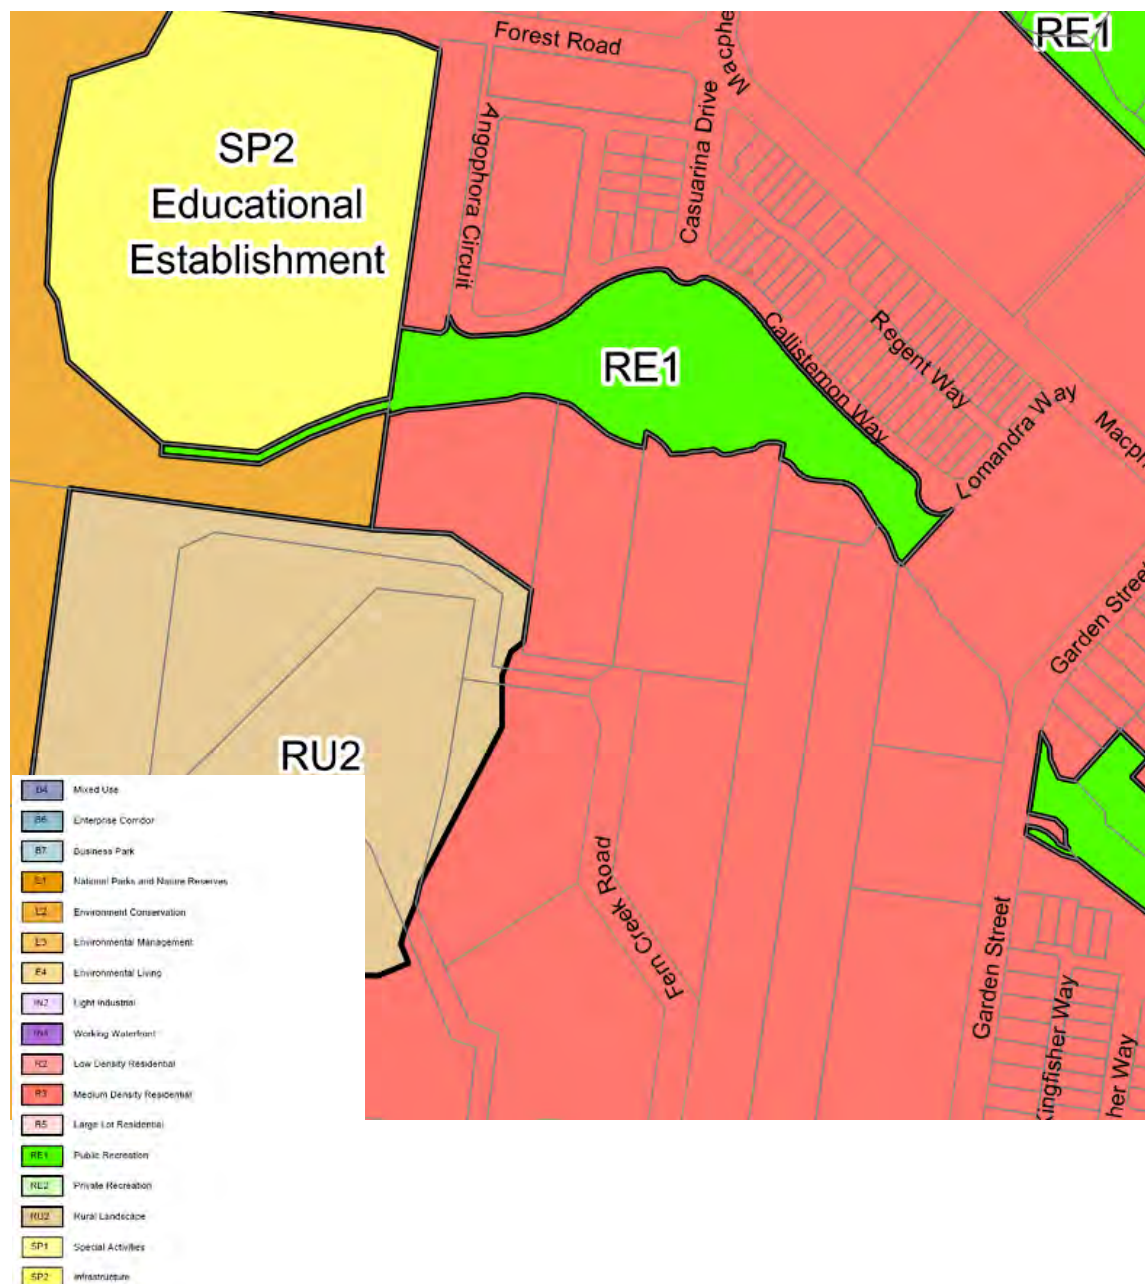 Forest Road
Macphe
RE1
SP2
Educational
Establishment
Angophora Circuit
Casuarina Drive
RE1
Callistemon Way
Regent Way
Lomandra Way
Macph
Garden Street
RU2
Fern Creek Road
Garden Street
Kingfisher Way
her Way
B4 Mixed Use
B6 Enterprise Corridor
B7 Business Park
E1 National Parks and Nature Reserves
E2 Environment Conservation
E3 Environmental Management
E4 Environmental Living
IN2 Light Industrial
IN4 Working Waterfront
R2 Low Density Residential
R3 Medium Density Residential
R5 Large Lot Residential
RE1 Public Recreation
RE2 Private Recreation
RU2 Rural Landscape
SP1 Special Activities
SP2 Infrastructure